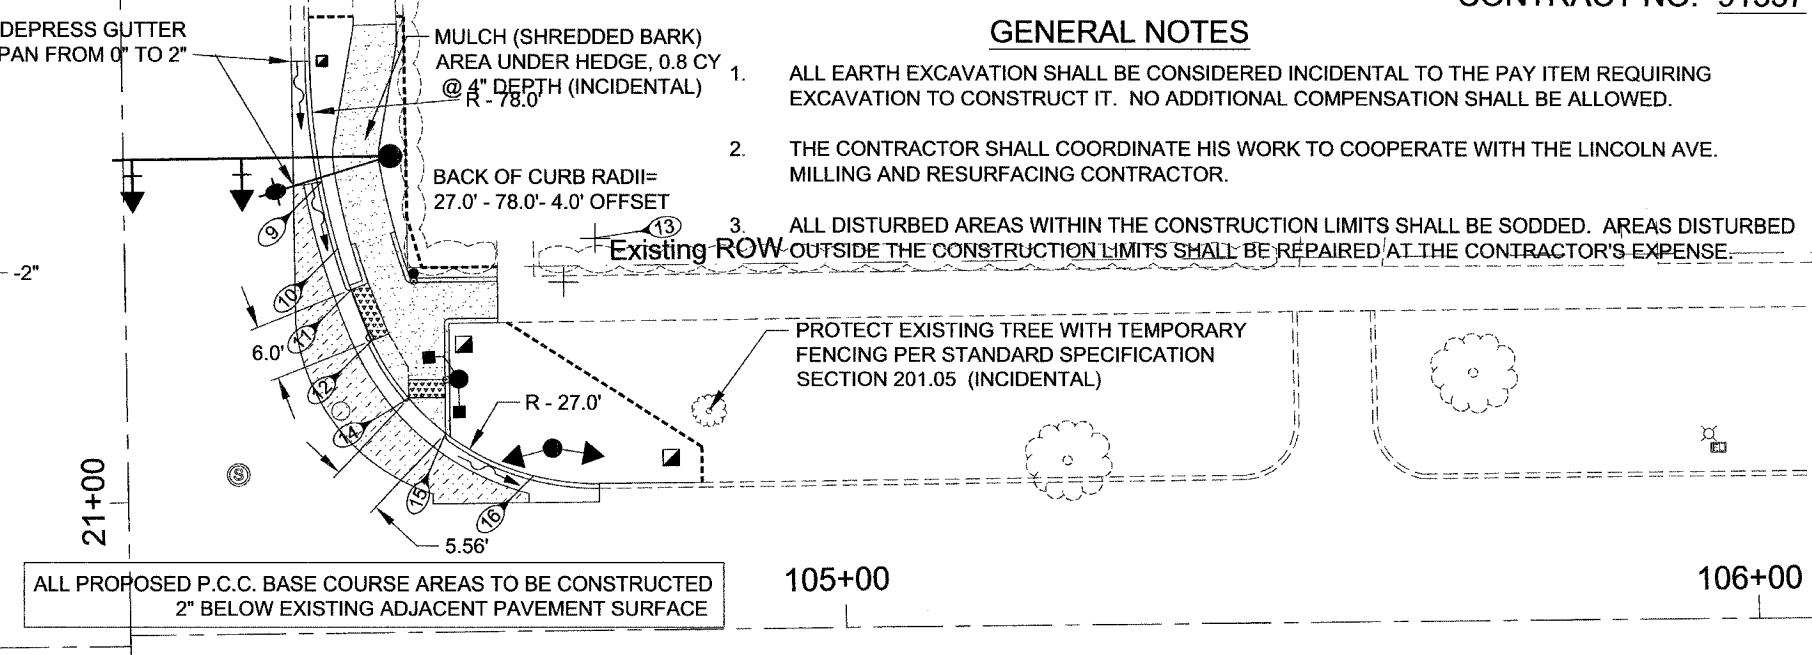 CONTRACT NO. 91337
DEPRESS GUTTER
PAN FROM 0" TO 2"
MULCH (SHREDDED BARK)
AREA UNDER HEDGE, 0.8 CY
@ 4" DEPTH (INCIDENTAL)
R - 78.0'
BACK OF CURB RADII=
27.0' - 78.0'- 4.0' OFFSET
GENERAL NOTES
1. ALL EARTH EXCAVATION SHALL BE CONSIDERED INCIDENTAL TO THE PAY ITEM REQUIRING
EXCAVATION TO CONSTRUCT IT. NO ADDITIONAL COMPENSATION SHALL BE ALLOWED.
2. THE CONTRACTOR SHALL COORDINATE HIS WORK TO COOPERATE WITH THE LINCOLN AVE.
MILLING AND RESURFACING CONTRACTOR.
3. ALL DISTURBED AREAS WITHIN THE CONSTRUCTION LIMITS SHALL BE SODDED. AREAS DISTURBED
OUTSIDE THE CONSTRUCTION LIMITS SHALL BE REPAIRED AT THE CONTRACTOR'S EXPENSE.
13
Existing ROW
9
-2"
10
11
6.0'
12
14
15
16
5.56'
R - 27.0'
PROTECT EXISTING TREE WITH TEMPORARY
FENCING PER STANDARD SPECIFICATION
SECTION 201.05 (INCIDENTAL)
S
21+00
ALL PROPOSED P.C.C. BASE COURSE AREAS TO BE CONSTRUCTED
2" BELOW EXISTING ADJACENT PAVEMENT SURFACE
105+00
106+00